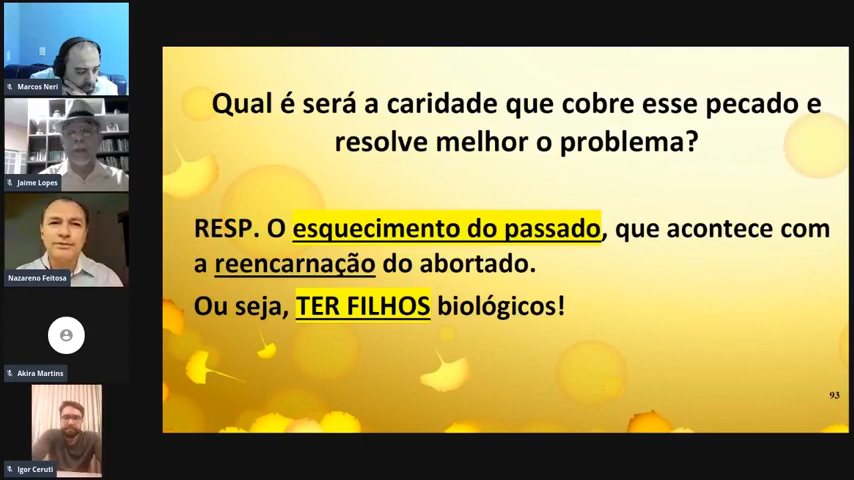 Marcos Neri
Jaime Lopes
Nazareno Feitosa
Akira Martins
Igor Ceruti
Qual é será a caridade que cobre esse pecado e
resolve melhor o problema?
RESP. O esquecimento do passado, que acontece com
a reencarnação do abortado.
Ou seja, TER FILHOS biológicos!
93